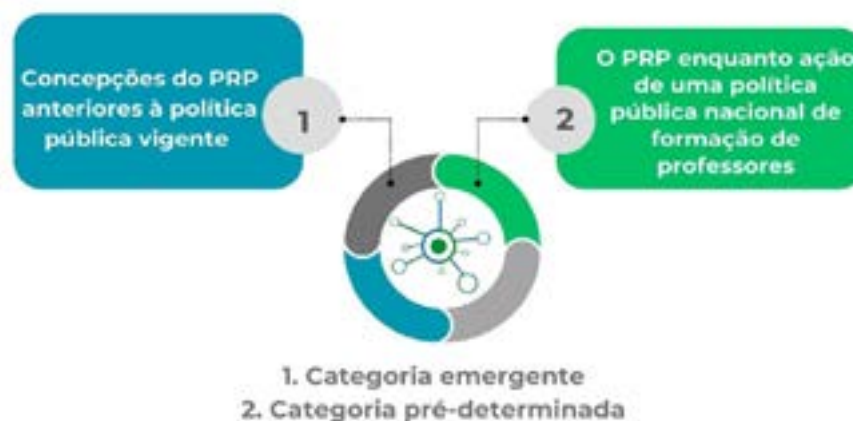 Concepções do PRP
anteriores à política
pública vigente
1
2
O PRP enquanto ação
de uma política
pública nacional de
formação de
professores
1. Categoria emergente
2. Categoria pré-determinada